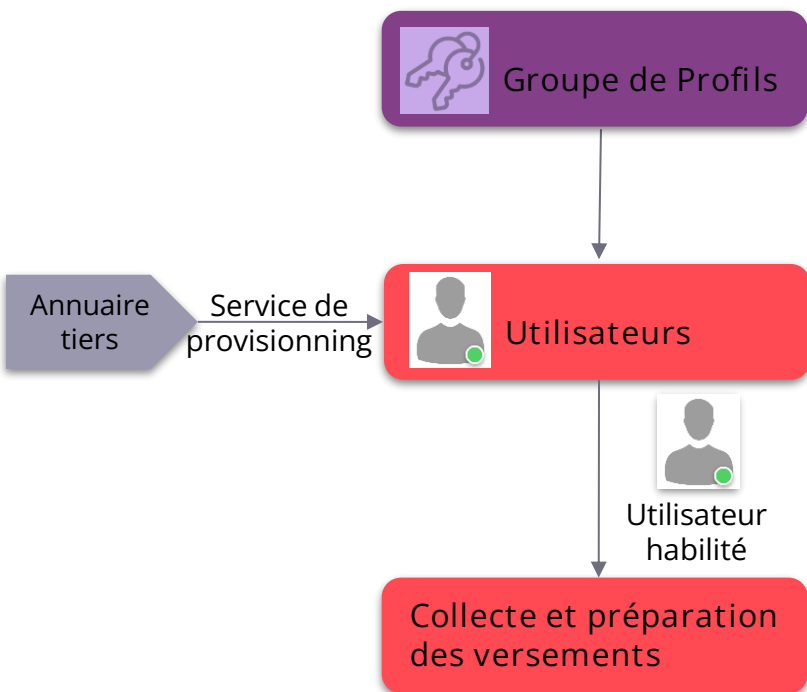 Groupe de Profils
Annuaire
tiers
Service de
provisionning
Utilisateurs
Utilisateur
habilité
Collecte et préparation
des versements